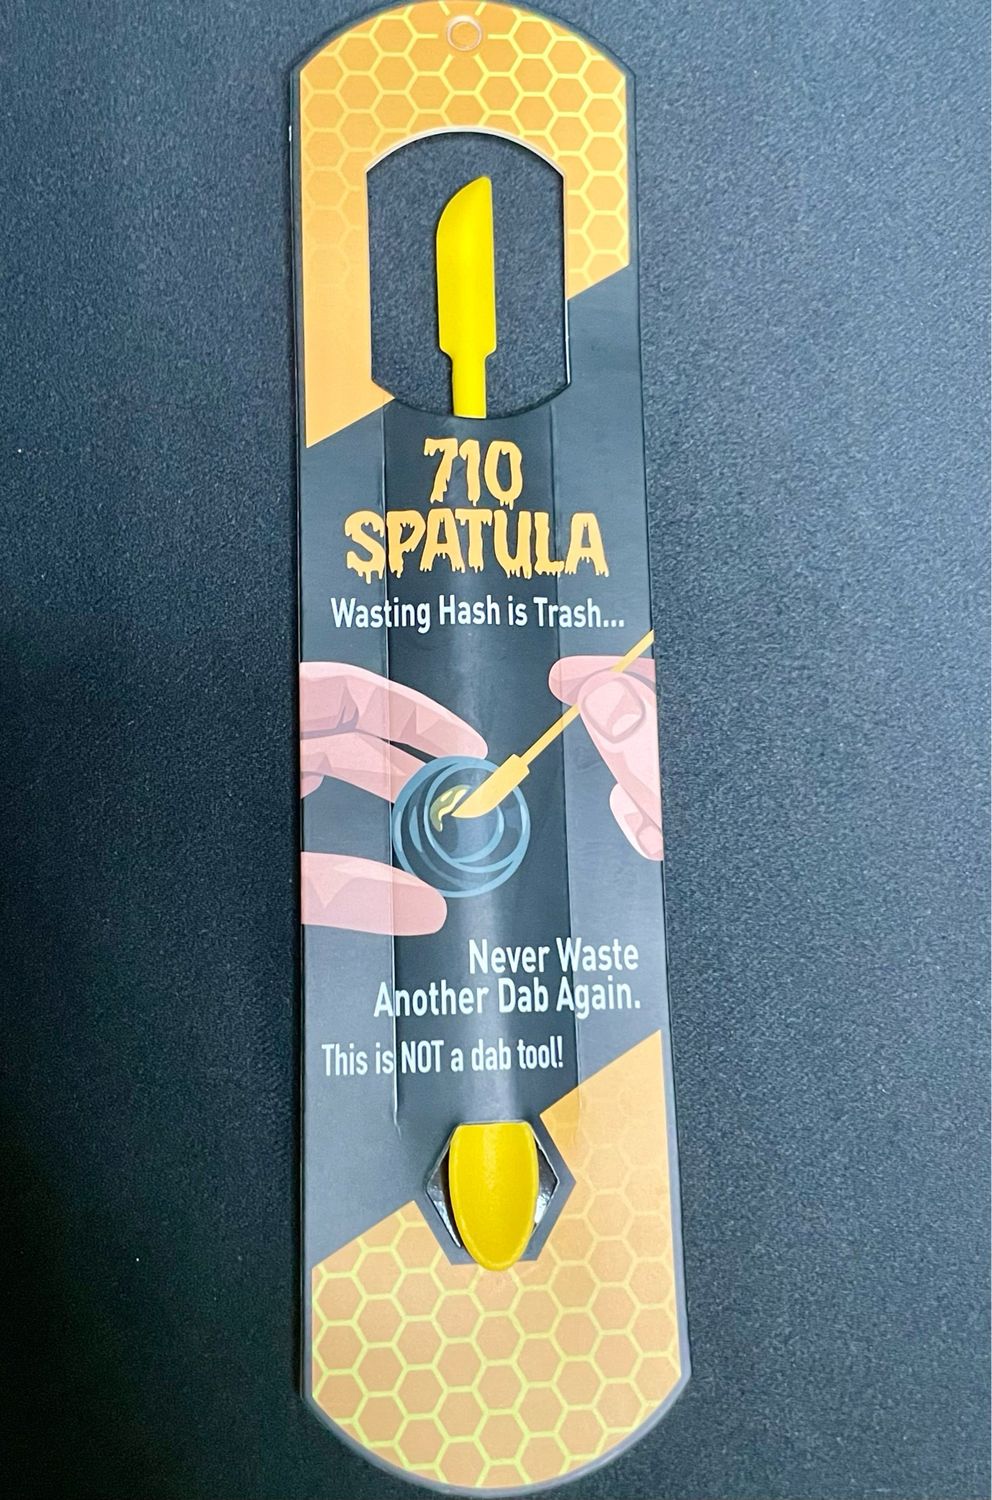 710
SPATULA
Wasting Hash is Trash...
Never Waste
Another Dab Again.
This is NOT a dab tool!